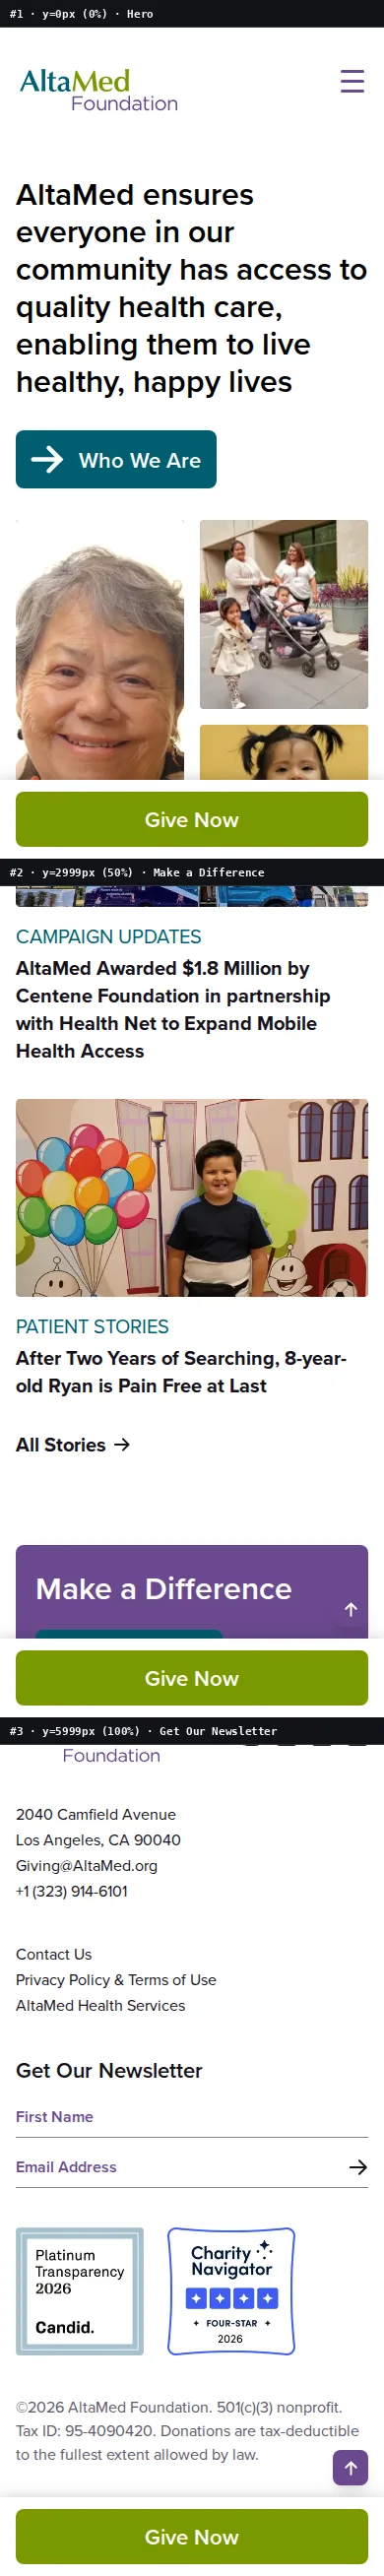 #1 · y=0px (0%) · Hero
AltaMed
Foundation
AltaMed ensures
everyone in our
community has access to
quality health care,
enabling them to live
healthy, happy lives
Who We Are
Give Now
#2 · y=2999px (50%) · Make a Difference
CAMPAIGN UPDATES
AltaMed Awarded $1.8 Million by
Centene Foundation in partnership
with Health Net to Expand Mobile
Health Access
PATIENT STORIES
After Two Years of Searching, 8-year-
old Ryan is Pain Free at Last
All Stories
Make a Difference
Give Now
#3 · y=5999px (100%) · Get Our Newsletter
Foundation
2040 Camfield Avenue
Los Angeles, CA 90040
Giving@AltaMed.org
+1 (323) 914-6101
Contact Us
Privacy Policy & Terms of Use
AltaMed Health Services
Get Our Newsletter
First Name
Email Address
Platinum
Transparency
2026
Candid.
Charity
Navigator
FOUR-STAR
2026
©2026 AltaMed Foundation. 501(c)(3) nonprofit.
Tax ID: 95-4090420. Donations are tax-deductible
to the fullest extent allowed by law.
Give Now